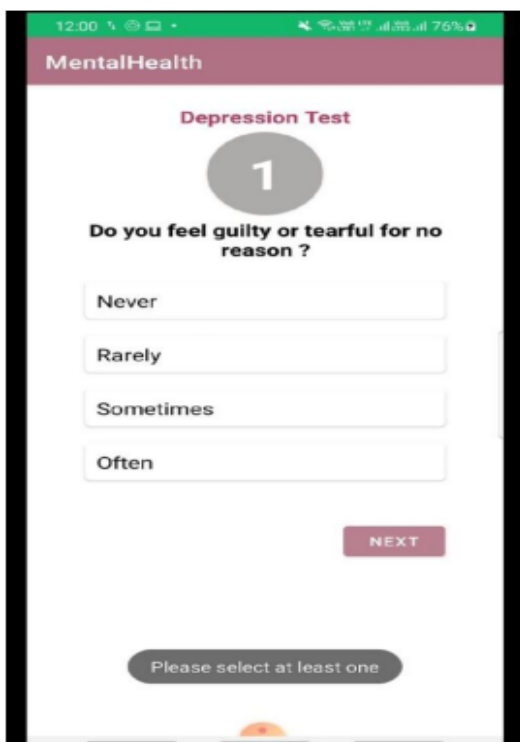 12:00
76%
MentalHealth
Depression Test
1
Do you feel guilty or tearful for no
reason ?
Never
Rarely
Sometimes
Often
NEXT
Please select at least one